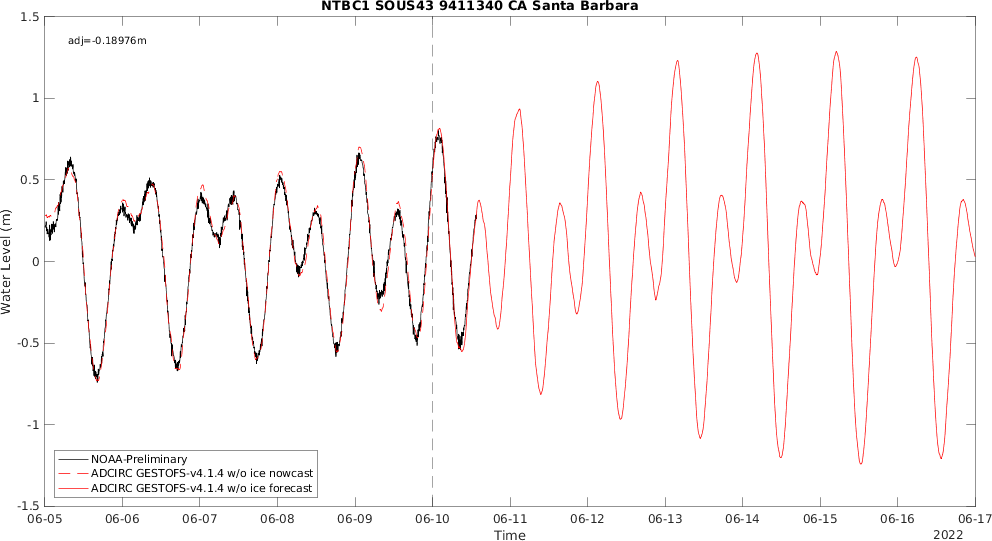 NTBC1 SOUS43 9411340 CA Santa Barbara
adj=-0.18976m
1.5
1
0.5
0
-0.5
-1
-1.5
Water Level (m)
NOAA-Preliminary
ADCIRC GESTOFS-v4.1.4 w/o ice nowcast
ADCIRC GESTOFS-v4.1.4 w/o ice forecast
06-05 06-06 06-07 06-08 06-09 06-10 06-11 06-12 06-13 06-14 06-15 06-16 06-17
Time
2022